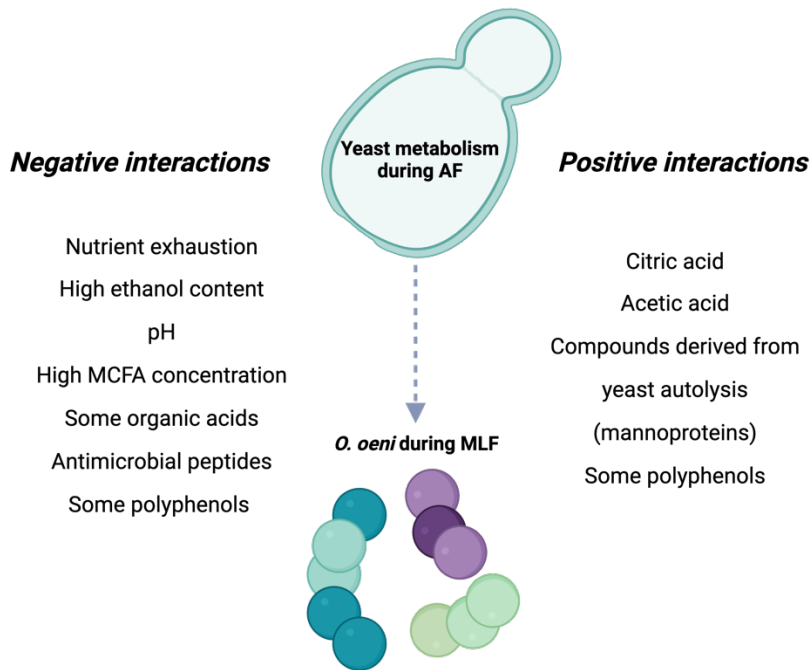 Yeast metabolism
during AF
Negative interactions
Nutrient exhaustion
High ethanol content
pH
High MCFA concentration
Some organic acids
Antimicrobial peptides
Some polyphenols
Positive interactions
Citric acid
Acetic acid
Compounds derived from
yeast autolysis
(mannoproteins)
Some polyphenols
O. oeni during MLF